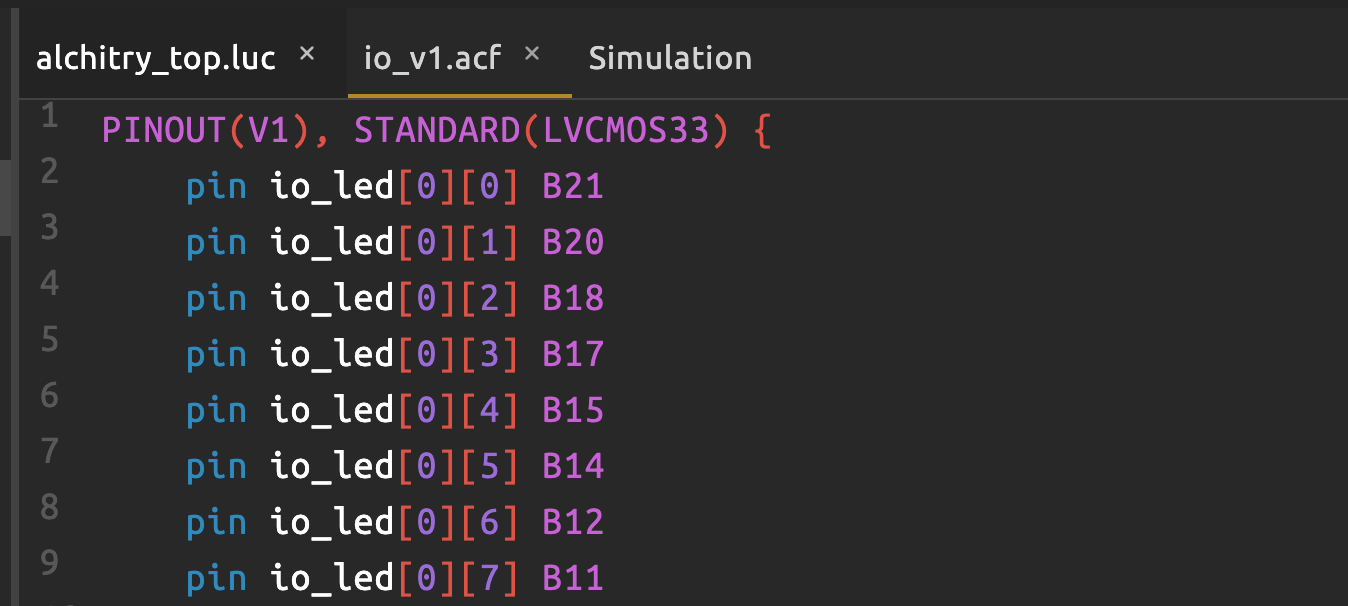 alchitry_top.luc × io_v1.acf × Simulation
1 PINOUT(V1), STANDARD(LVCMOS33) {
2 pin io_led[0][0] B21
3 pin io_led[0][1] B20
4 pin io_led[0][2] B18
5 pin io_led[0][3] B17
6 pin io_led[0][4] B15
7 pin io_led[0][5] B14
8 pin io_led[0][6] B12
9 pin io_led[0][7] B11